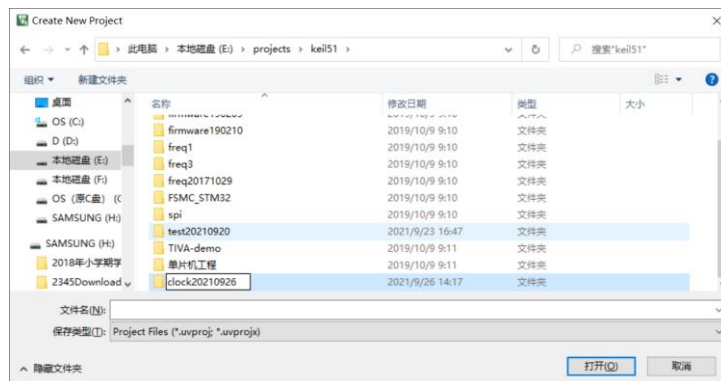 Create New Project
此电脑 › 本地磁盘 (E:) › projects › keil51 ›
搜索"keil51"
组织 新建文件夹
名称 修改日期 类型 大小
桌面
OS (C:)
D (D:)
本地磁盘 (E:)
本地磁盘 (F:)
OS (原C盘) (
SAMSUNG (H:)
SAMSUNG (H:)
2018年小学期学
2345Download
firmware190210 2019/10/9 9:10 文件夹
freq1 2019/10/9 9:10 文件夹
freq3 2019/10/9 9:10 文件夹
freq20171029 2019/10/9 9:10 文件夹
FSMC_STM32 2019/10/9 9:10 文件夹
spi 2019/10/9 9:10 文件夹
test20210920 2021/9/23 16:47 文件夹
TIVA-demo 2019/10/9 9:11 文件夹
单片机工程 2019/10/9 9:11 文件夹
clock20210926 2021/9/26 14:17 文件夹
文件名(N):
保存类型(T): Project Files (*.uvproj; *.uvprojx)
隐藏文件夹
打开(O) 取消